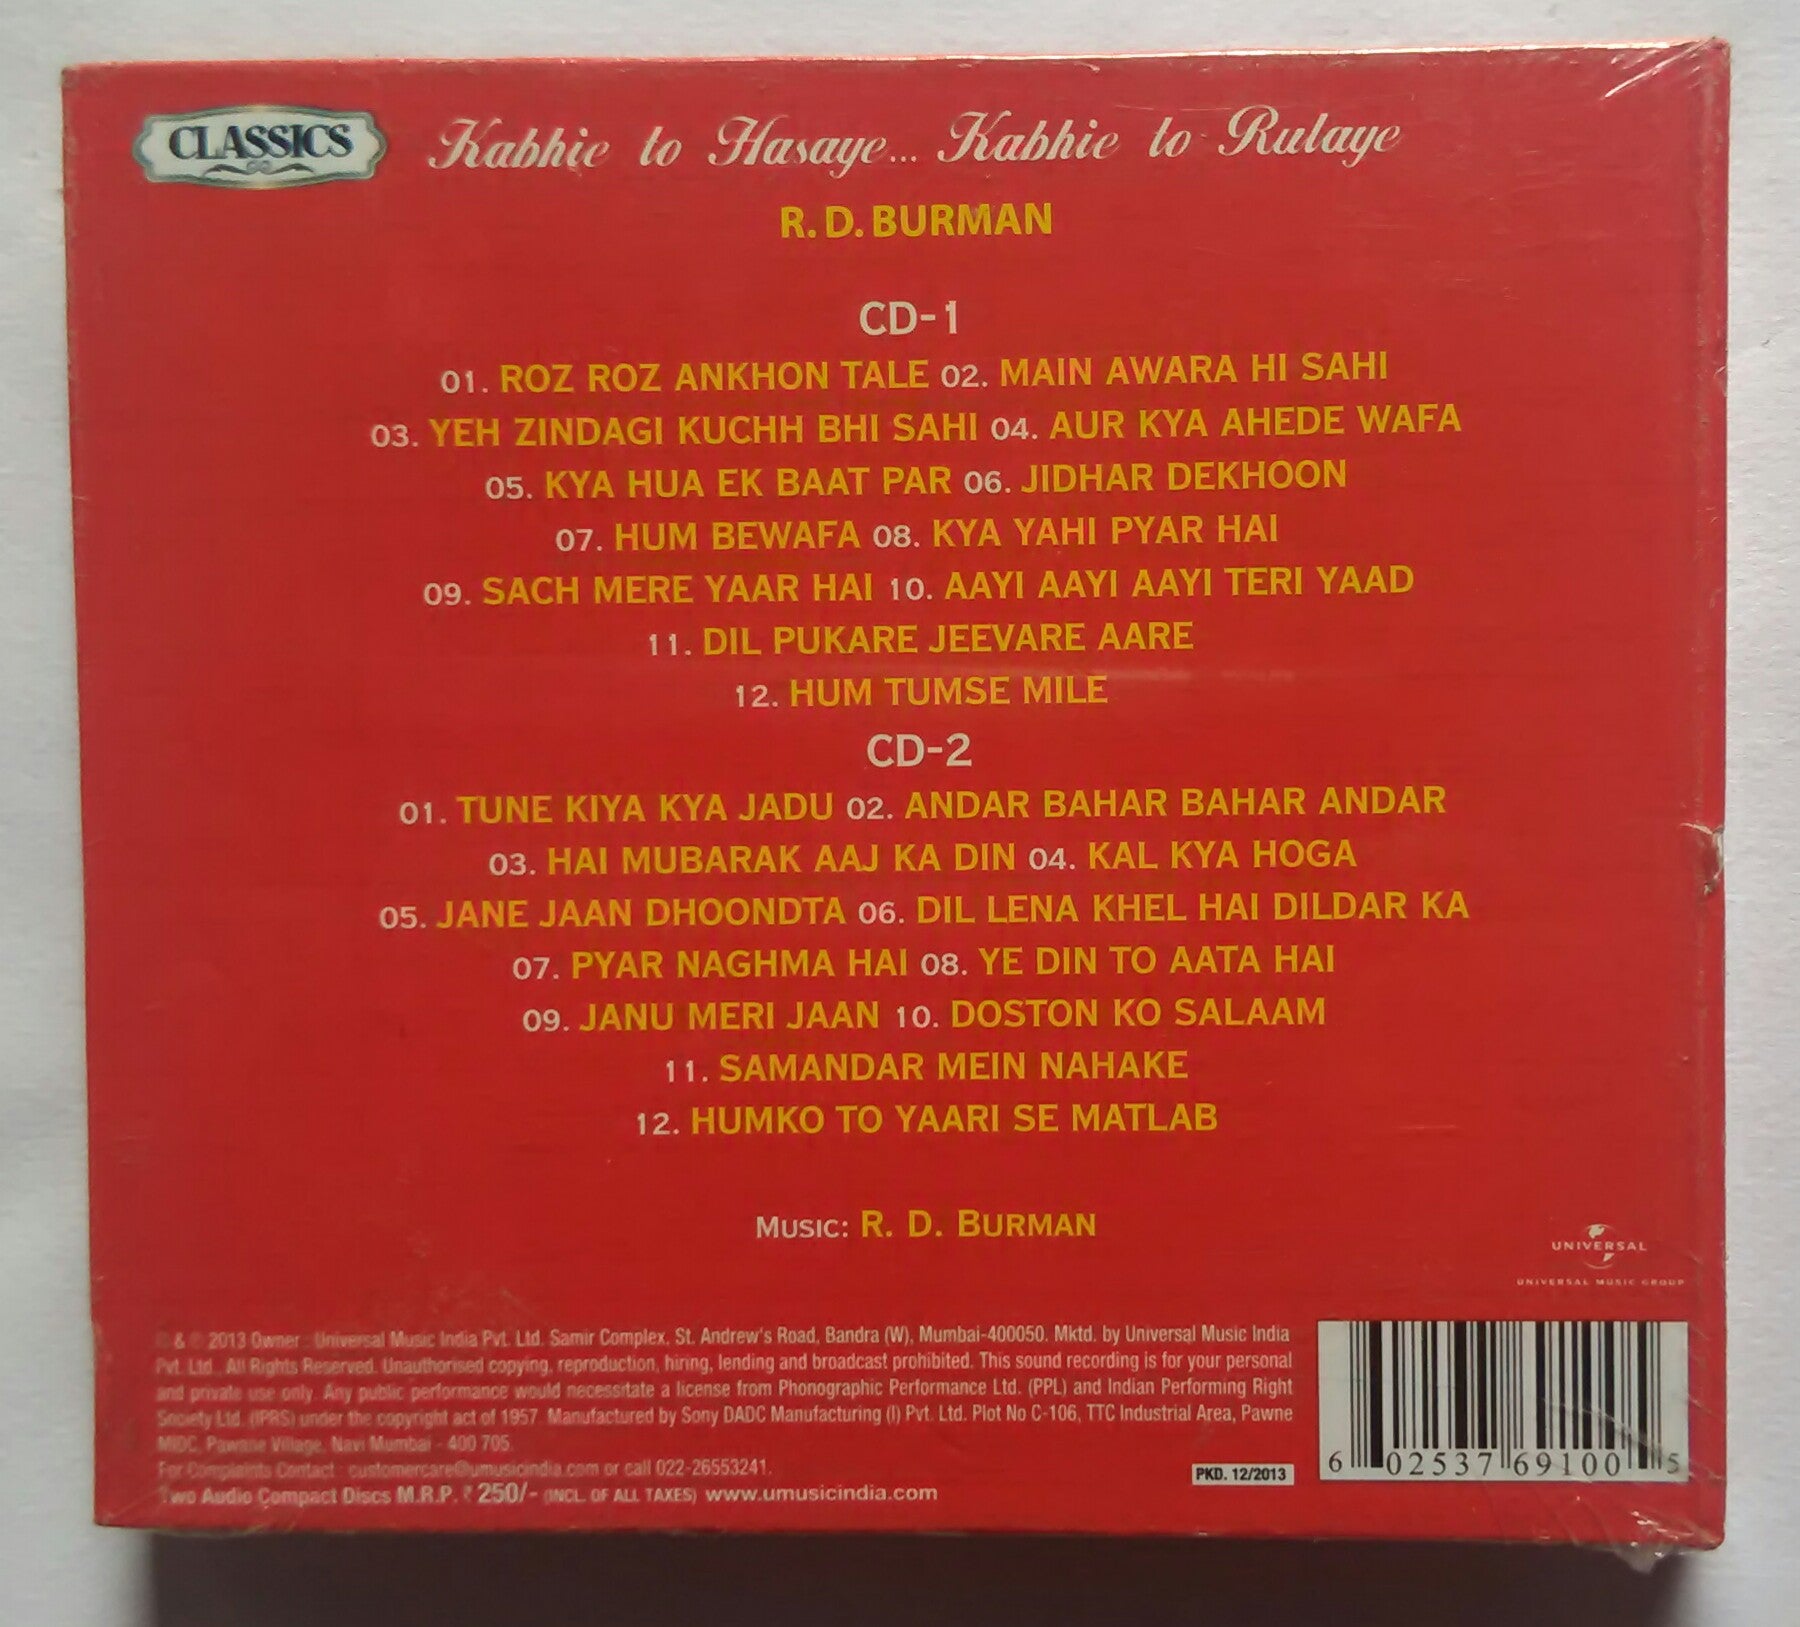 CLASSICS
Kabhie to Hasaye... Kabhie to Rulaye
R. D. BURMAN
CD-1
01. ROZ ROZ ANKHON TALE 02. MAIN AWARA HI SAHI
03. YEH ZINDAGI KUCHH BHI SAHI 04. AUR KYA AHEDE WAFA
05. KYA HUA EK BAAT PAR 06. JIDHAR DEKHOON
07. HUM BEWAFA 08. KYA YAHI PYAR HAI
09. SACH MERE YAAR HAI 10. AAYI AAYI AAYI TERI YAAD
11. DIL PUKARE JEEVARE AARE
12. HUM TUMSE MILE
CD-2
01. TUNE KIYA KYA JADU 02. ANDAR BAHAR BAHAR ANDAR
03. HAI MUBARAK AAJ KA DIN 04. KAL KYA HOGA
05. JANE JAAN DHOONDTA 06. DIL LENA KHEL HAI DILDAR KA
07. PYAR NAGHMA HAI 08. YE DIN TO AATA HAI
09. JANU MERI JAAN 10. DOSTON KO SALAAM
11. SAMANDAR MEIN NAHAKE
12. HUMKO TO YAARI SE MATLAB
MUSIC: R. D. BURMAN
UNIVERSAL
UNIVERSAL MUSIC GROUP
& 2013 Owner : Universal Music India Pvt. Ltd. Samir Complex, St. Andrew's Road, Bandra (W), Mumbai-400050. Mktd. by Universal Music India
Pvt. Ltd., All Rights Reserved. Unauthorised copying, reproduction, hiring, lending and broadcast prohibited. This sound recording is for your personal
and private use only. Any public performance would necessitate a license from Phonographic Performance Ltd. (PPL) and Indian Performing Right
Society Ltd. (IPRS) under the copyright act of 1957. Manufactured by Sony DADC Manufacturing (I) Pvt. Ltd. Plot No C-106, TTC Industrial Area, Pawne
MIDC, Pawane Village, Navi Mumbai - 400 705.
For Complaints Contact : customercare@umusicindia.com or call 022-26553241.
Two Audio Compact Discs M.R.P. ₹ 250/- (INCL. OF ALL TAXES) www.umusicindia.com
PKD. 12/2013
6 02537 69100 5